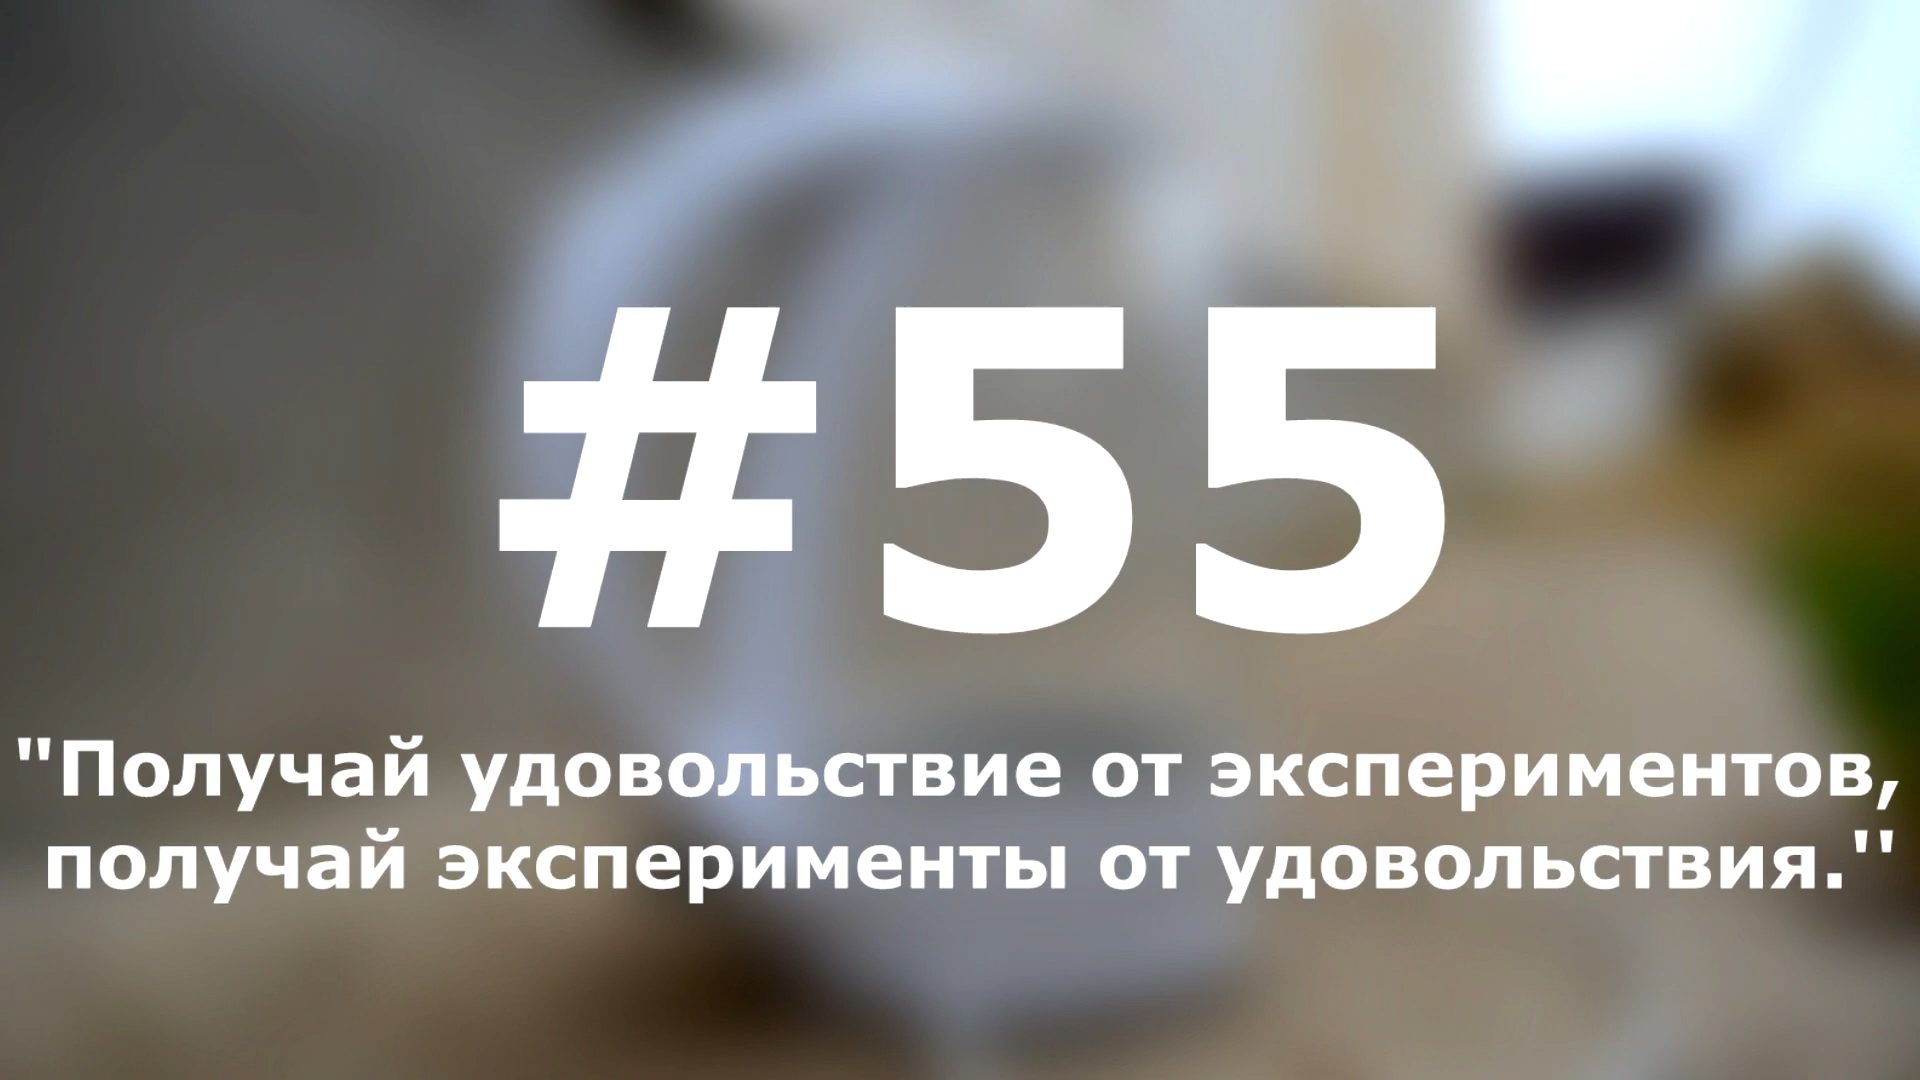 #55
"Получай удовольствие от экспериментов,
получай эксперименты от удовольствия.''